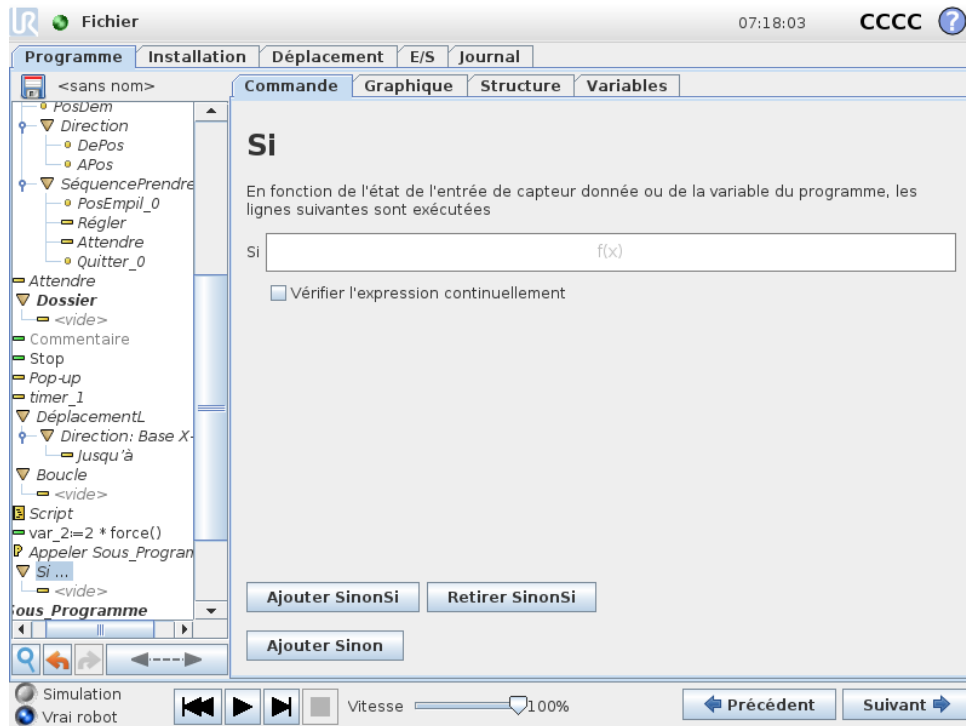 Fichier
07:18:03
CCCC
?
Programme
Installation
Déplacement
E/S
Journal
<sans nom>
Commande
Graphique
Structure
Variables
PosDem
Direction
DePos
APos
SéquencePrendre
PosEmpil_0
Régler
Attendre
Quitter_0
Attendre
Dossier
<vide>
Commentaire
Stop
Pop-up
timer_1
DéplacementL
Direction: Base X-
Jusqu'à
Boucle
<vide>
Script
var_2:=2 * force()
Appeler Sous_Program
Si ...
<vide>
Sous_Programme
Si
En fonction de l'état de l'entrée de capteur donnée ou de la variable du programme, les
lignes suivantes sont exécutées
Si
f(x)
Vérifier l'expression continuellement
Ajouter SinonSi
Retirer SinonSi
Ajouter Sinon
Simulation
Vrai robot
Vitesse
100%
Précédent
Suivant